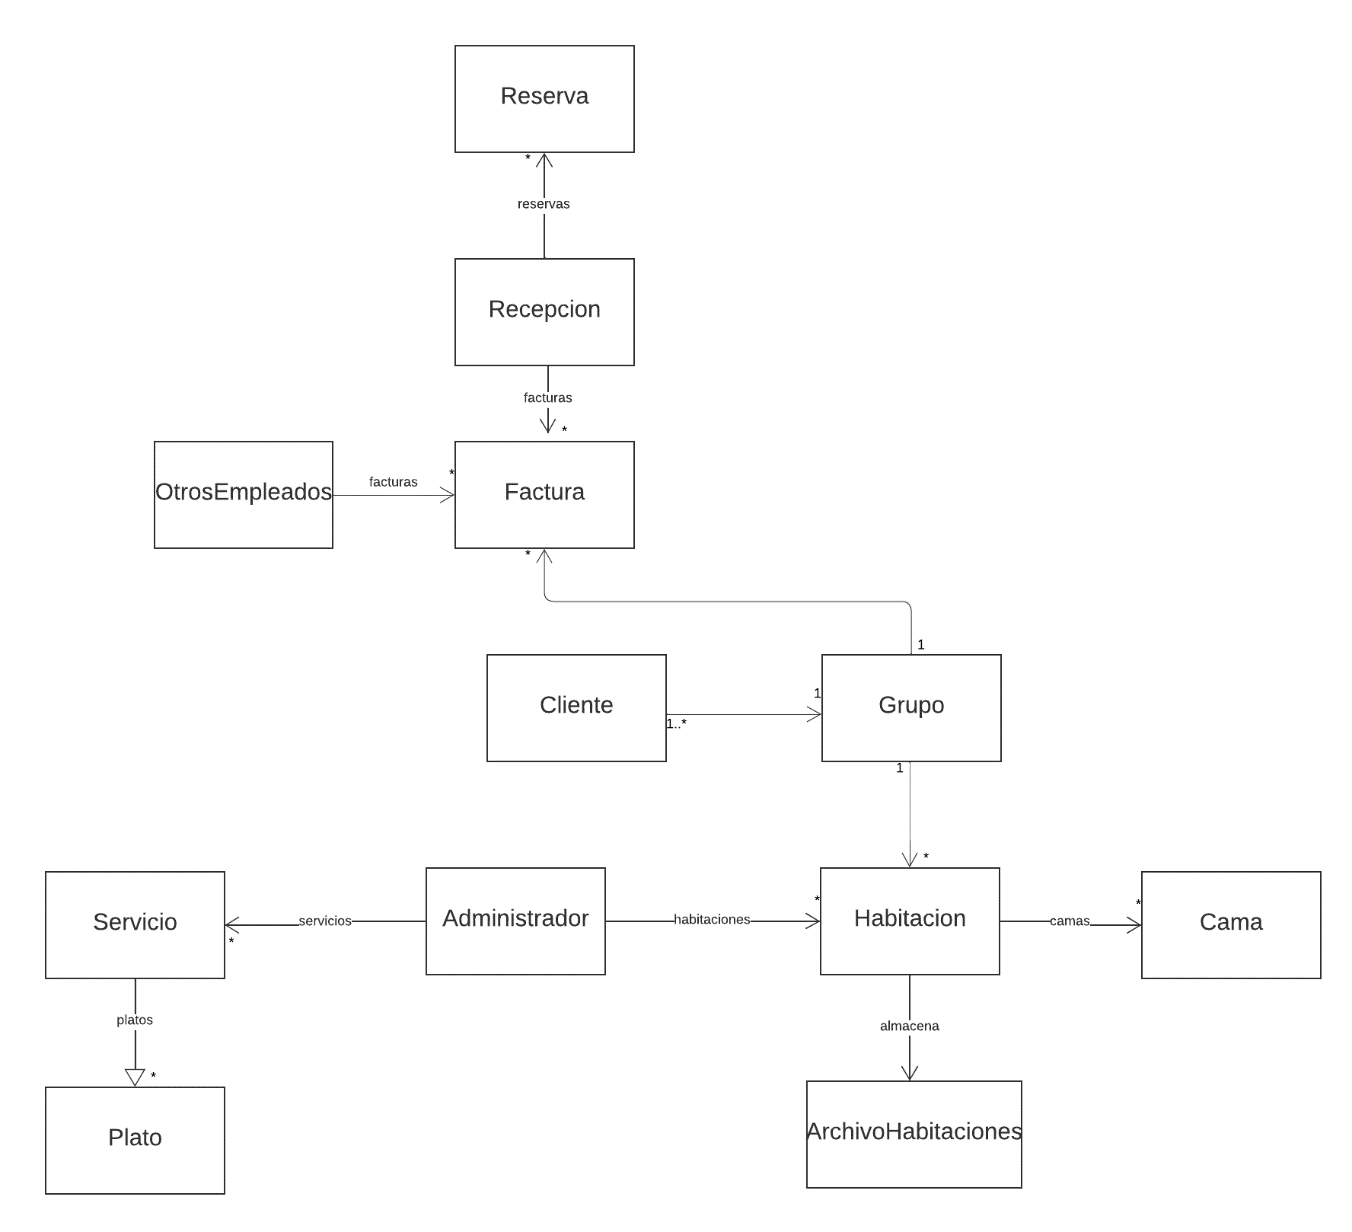 Reserva
*
reservas
Recepcion
facturas
*
OtrosEmpleados
facturas
*
Factura
*
1
Cliente
1..*
1
Grupo
1
*
Servicio
*
servicios
Administrador
habitaciones
*
Habitacion
camas
*
Cama
platos
*
almacena
Plato
ArchivoHabitaciones